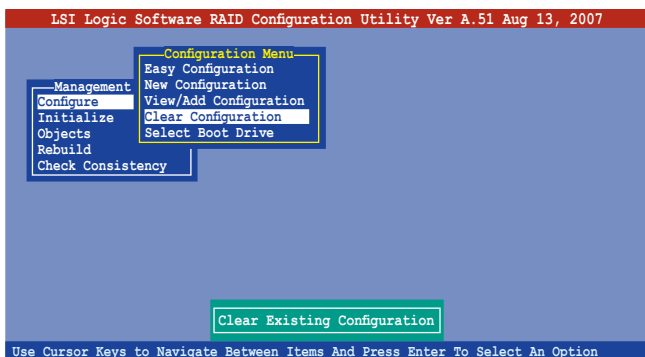 LSI Logic Software RAID Configuration Utility Ver A.51 Aug 13, 2007
Configuration Menu
Easy Configuration
New Configuration
View/Add Configuration
Clear Configuration
Select Boot Drive
Management
Configure
Initialize
Objects
Rebuild
Check Consistency
Clear Existing Configuration
Use Cursor Keys to Navigate Between Items And Press Enter To Select An Option